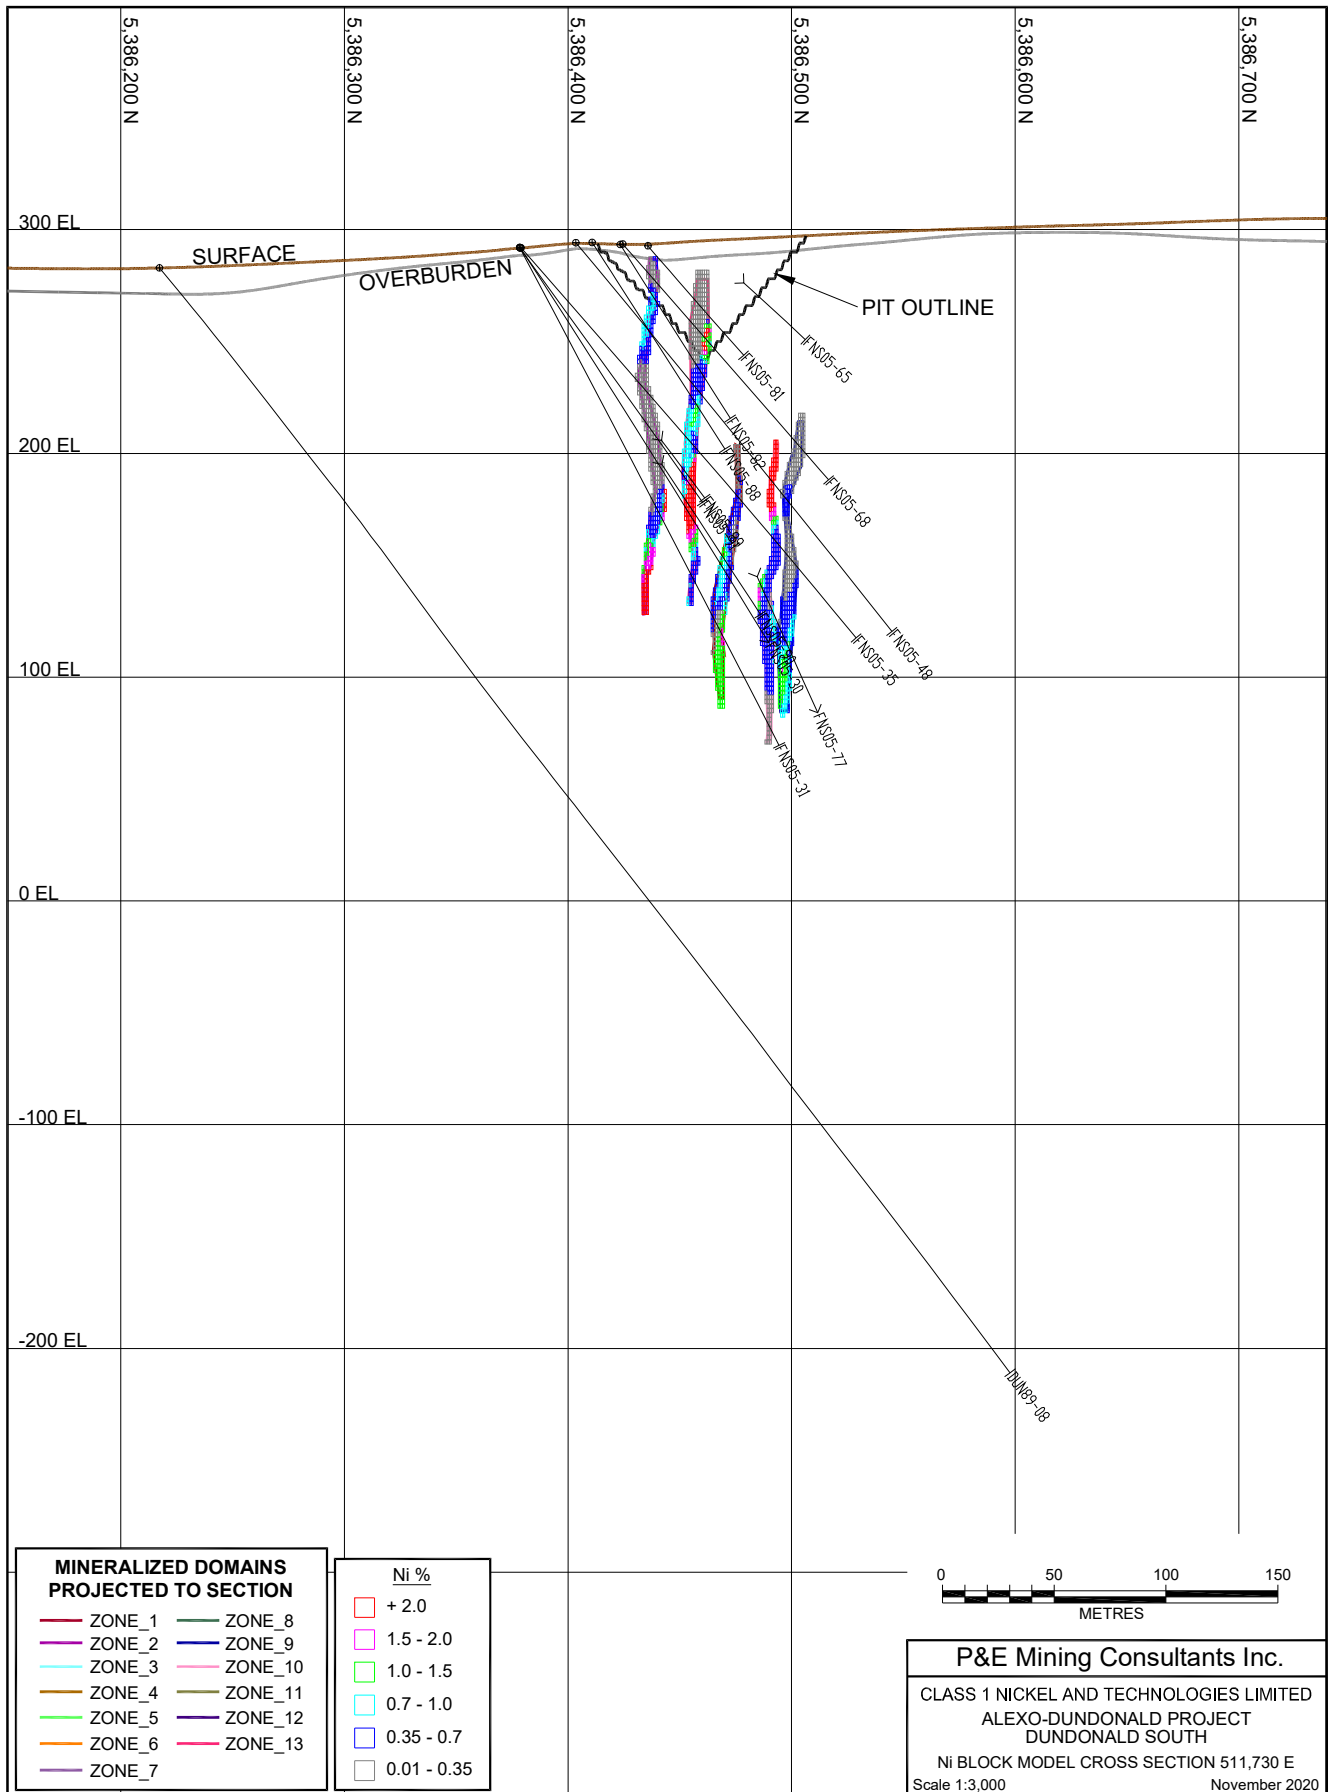 5,386,200 N
5,386,300 N
5,386,400 N
5,386,500 N
5,386,600 N
5,386,700 N
300 EL
SURFACE
OVERBURDEN
PIT OUTLINE
FNS05-65
FNS05-81
FNS05-82
FNS05-88
FNS05-68
200 EL
FNS05-48
FNS05-35
FNS05-77
FNS05-31
100 EL
0 EL
-100 EL
-200 EL
DUN89-08
MINERALIZED DOMAINS
PROJECTED TO SECTION
ZONE_1 ZONE_8
ZONE_2 ZONE_9
ZONE_3 ZONE_10
ZONE_4 ZONE_11
ZONE_5 ZONE_12
ZONE_6 ZONE_13
ZONE_7
Ni %
+ 2.0
1.5 - 2.0
1.0 - 1.5
0.7 - 1.0
0.35 - 0.7
0.01 - 0.35
0 50 100 150
METRES
P&E Mining Consultants Inc.
CLASS 1 NICKEL AND TECHNOLOGIES LIMITED
ALEXO-DUNDONALD PROJECT
DUNDONALD SOUTH
Ni BLOCK MODEL CROSS SECTION 511,730 E
Scale 1:3,000 November 2020